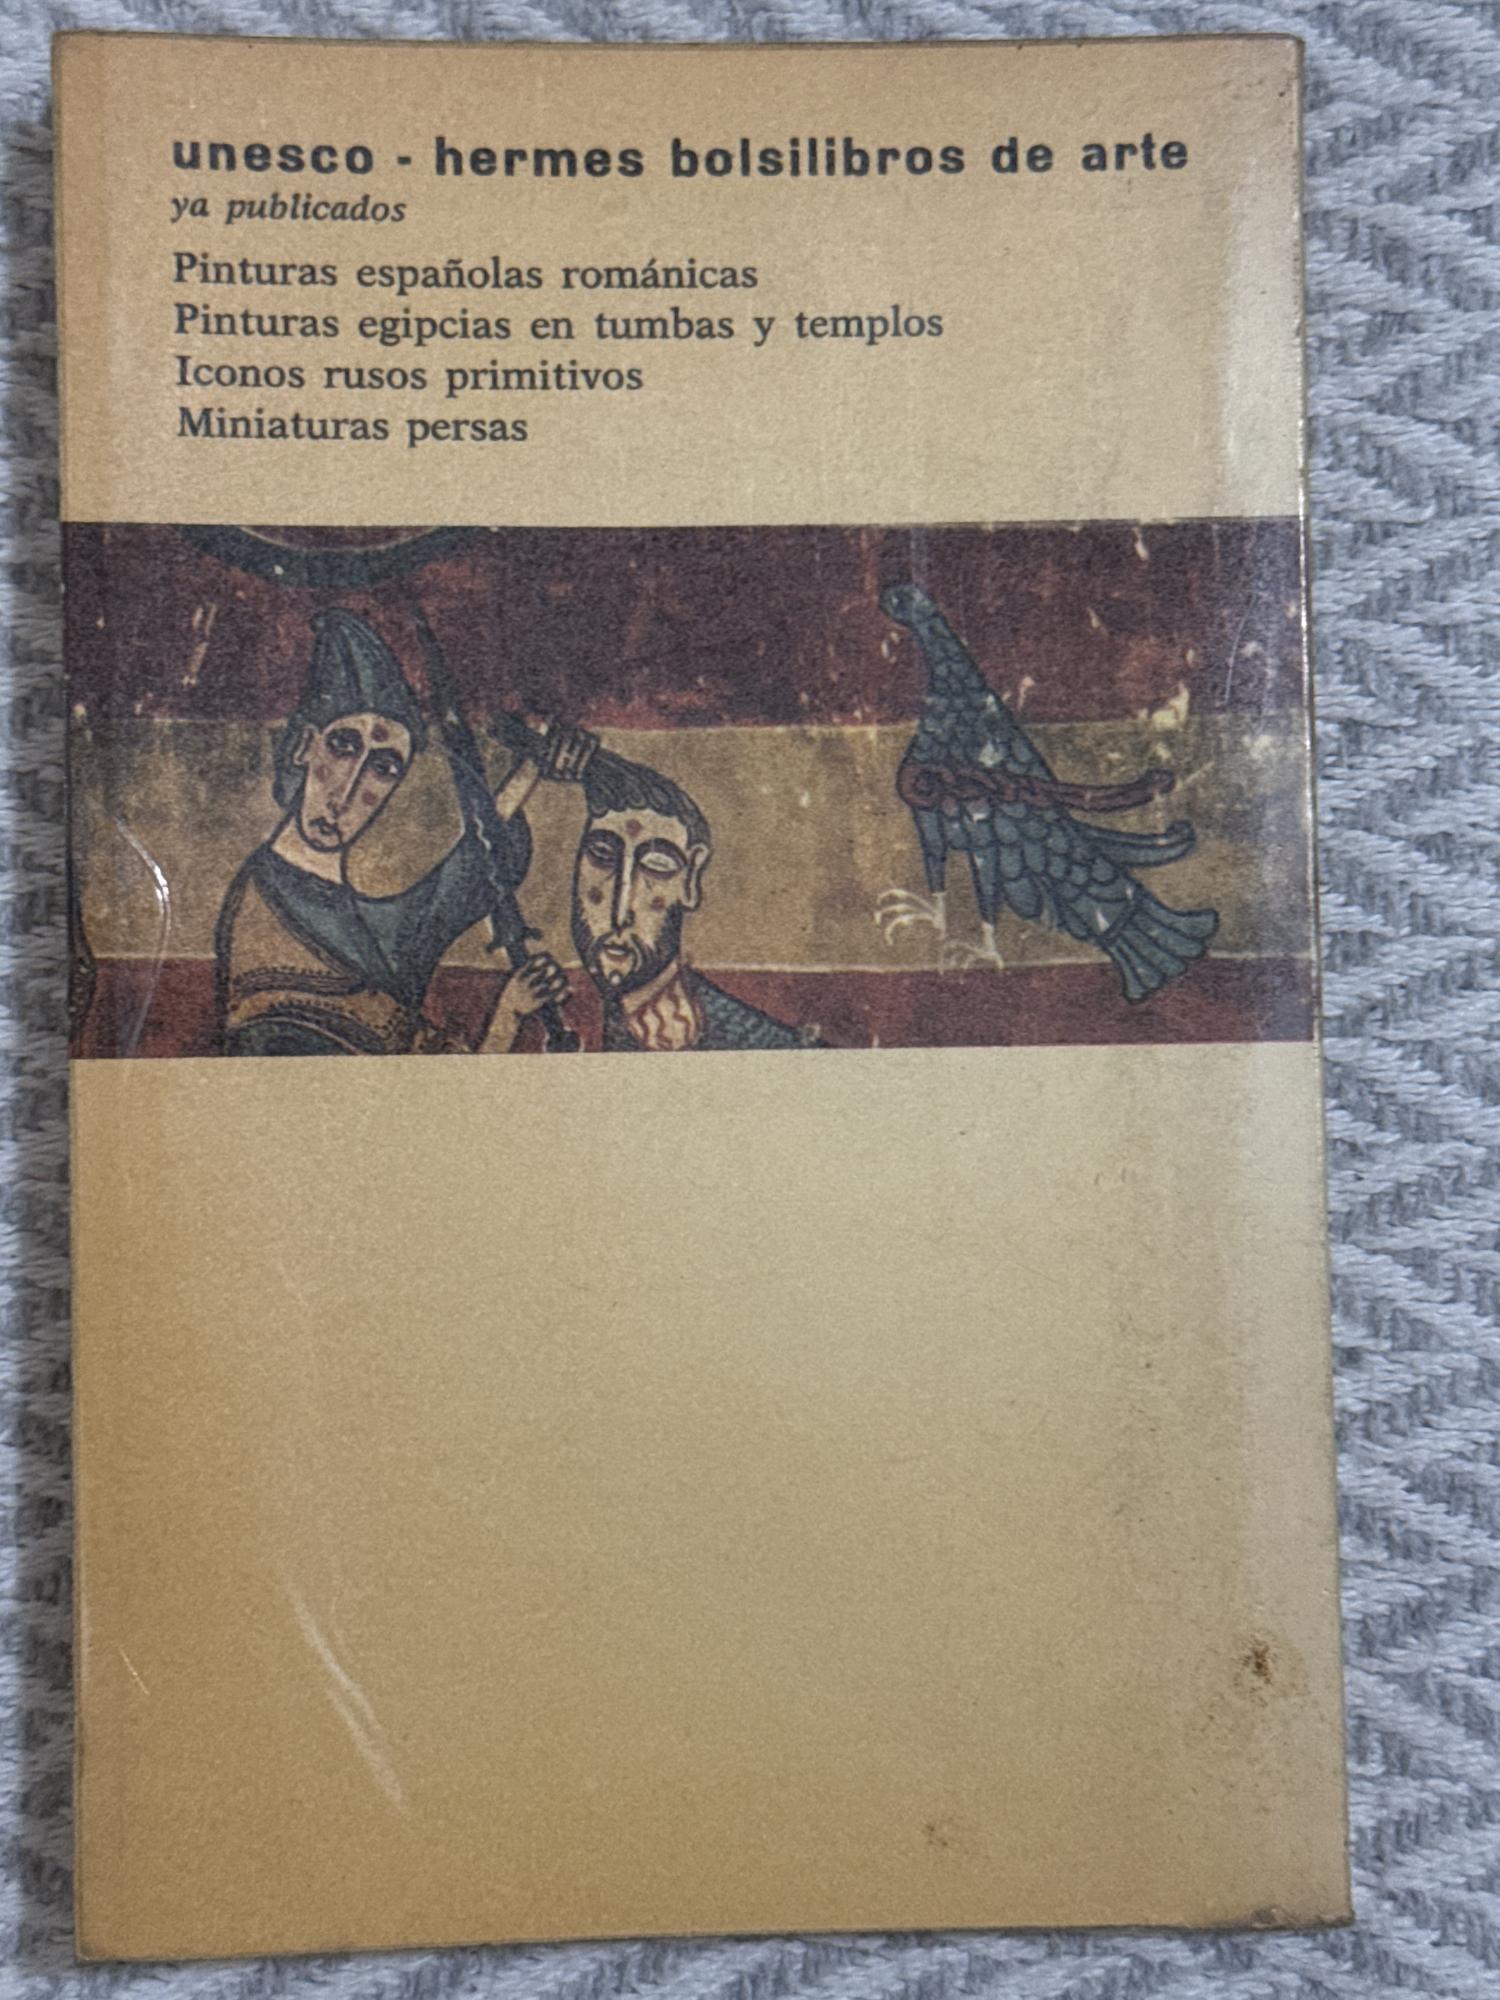 unesco - hermes bolsilibros de arte
ya publicados
Pinturas españolas románicas
Pinturas egipcias en tumbas y templos
Iconos rusos primitivos
Miniaturas persas